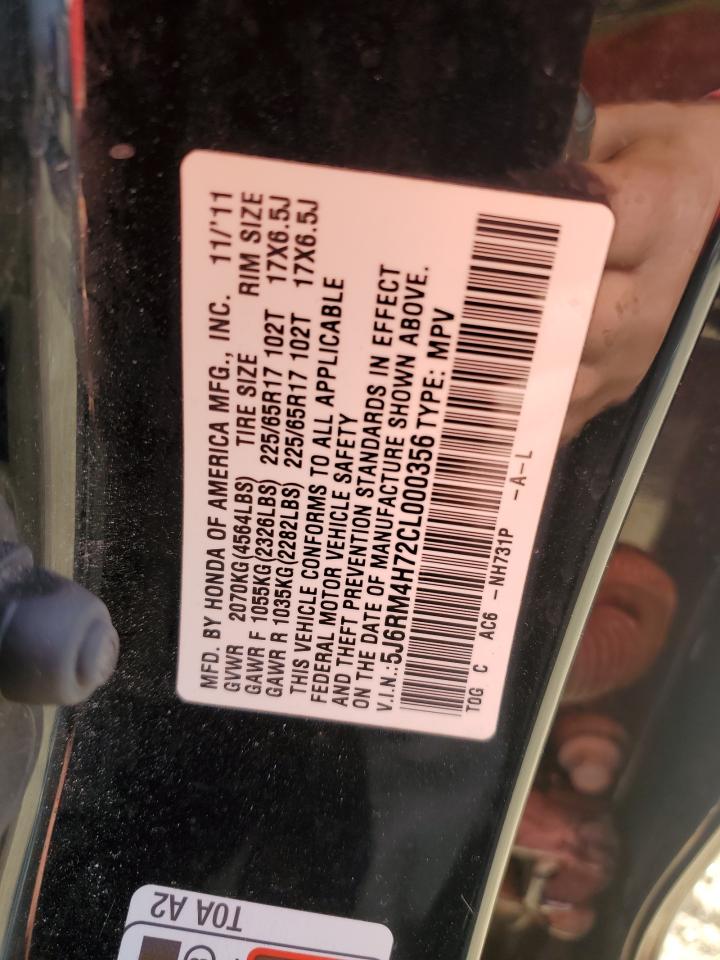 MFD. BY HONDA OF AMERICA MFG., INC. 11/'11
GVWR 2070KG(4564LBS) TIRE SIZE RIM SIZE
GAWR F 1055KG(2326LBS) 225/65R17 102T 17X6.5J
GAWR R 1035KG(2282LBS) 225/65R17 102T 17X6.5J
THIS VEHICLE CONFORMS TO ALL APPLICABLE
FEDERAL MOTOR VEHICLE SAFETY
AND THEFT PREVENTION STANDARDS IN EFFECT
ON THE DATE OF MANUFACTURE SHOWN ABOVE.
V.I.N.:5J6RM4H72CL000356 TYPE: MPV
T0G C AC6 -NH731P -A-L
T0A A2